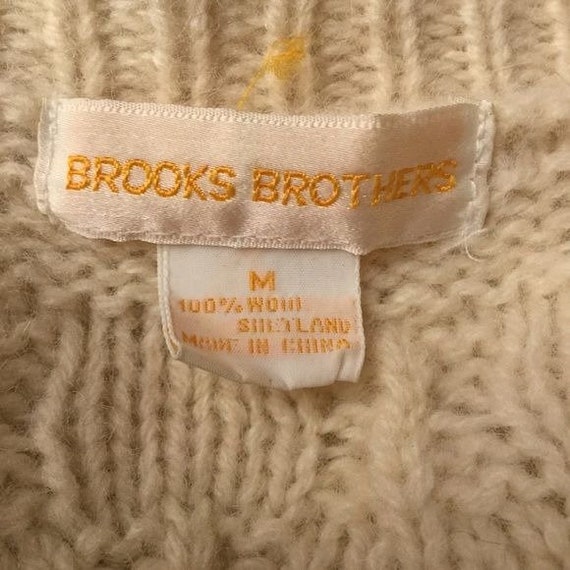 BROOKS BROTHERS
M
100% WOOL
SHETLAND
MADE IN CHINA